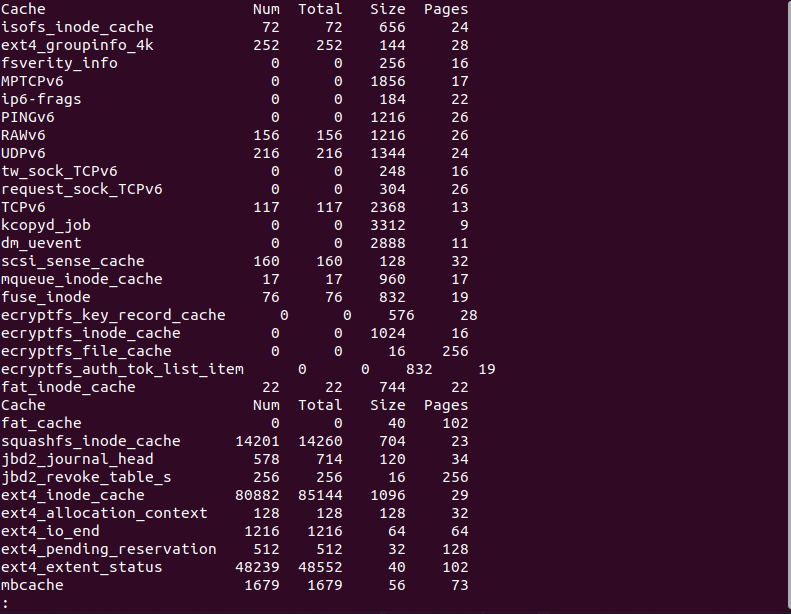 Cache                       Num  Total   Size  Pages
isofs_inode_cache            72     72    656     24
ext4_groupinfo_4k           252    252    144     28
fsverity_info                 0      0    256     16
MPTCPv6                       0      0   1856     17
ip6-frags                     0      0    184     22
PINGv6                        0      0   1216     26
RAWv6                       156    156   1216     26
UDPv6                       216    216   1344     24
tw_sock_TCPv6                 0      0    248     16
request_sock_TCPv6            0      0    304     26
TCPv6                       117    117   2368     13
kcopyd_job                    0      0   3312      9
dm_uevent                     0      0   2888     11
scsi_sense_cache            160    160    128     32
mqueue_inode_cache           17     17    960     17
fuse_inode                   76     76    832     19
ecryptfs_key_record_cache      0      0    576     28
ecryptfs_inode_cache          0      0   1024     16
ecryptfs_file_cache           0      0     16    256
ecryptfs_auth_tok_list_item      0      0    832     19
fat_inode_cache              22     22    744     22
Cache                       Num  Total   Size  Pages
fat_cache                     0      0     40    102
squashfs_inode_cache      14201  14260    704     23
jbd2_journal_head           578    714    120     34
jbd2_revoke_table_s         256    256     16    256
ext4_inode_cache          80882  85144   1096     29
ext4_allocation_context     128    128    128     32
ext4_io_end                1216   1216     64     64
ext4_pending_reservation    512    512     32    128
ext4_extent_status        48239  48552     40    102
mbcache                    1679   1679     56     73
: